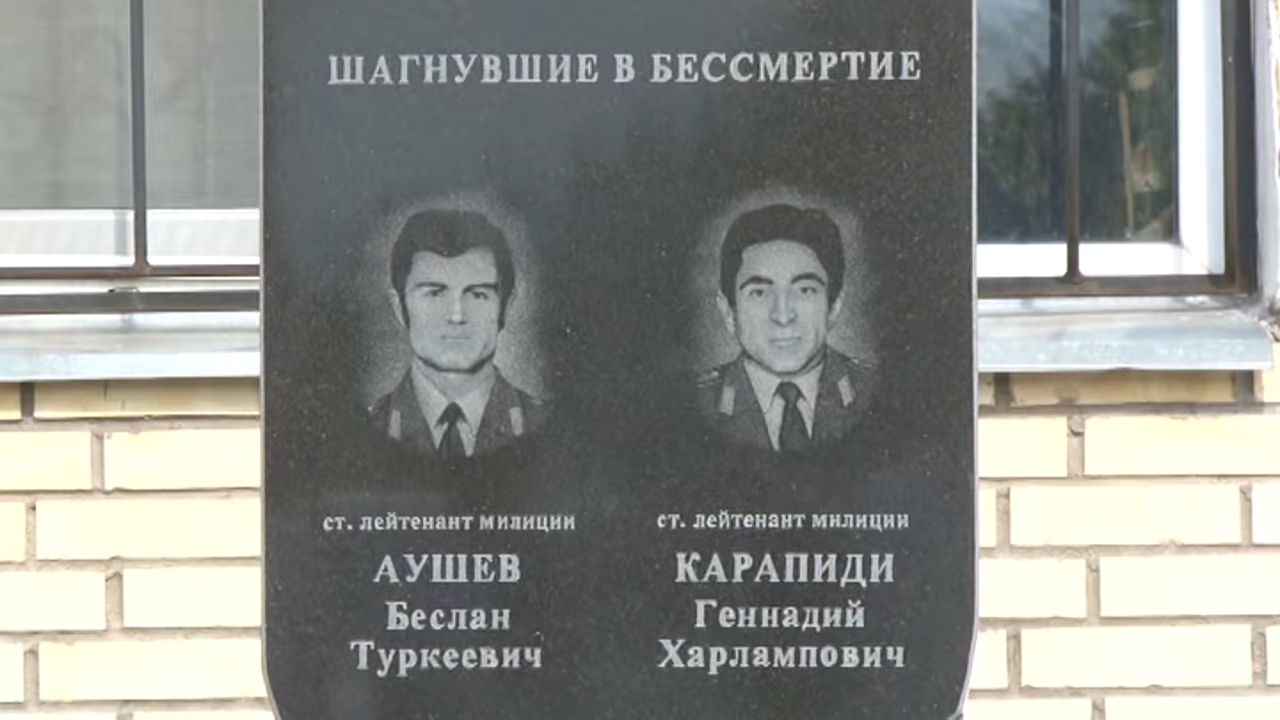 ШАГНУВШИЕ В БЕССМЕРТИЕ
ст. лейтенант милиции
АУШЕВ
Беслан
Туркеевич
ст. лейтенант милиции
КАРАПИДИ
Геннадий
Харлампович